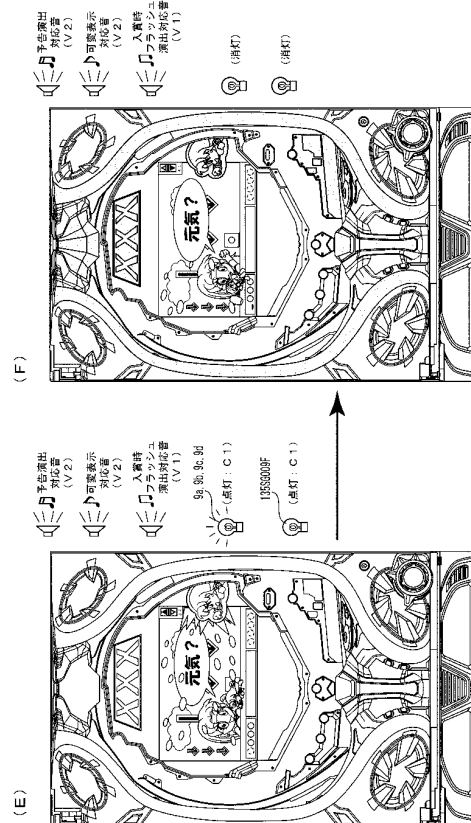 (E)
予告演出
対応音
(V2)
可変表示
対応音
(V2)
入賞時
フラッシュ
演出対応音
(V1)
9a, 9b, 9c, 9d
(点灯:C1)
135SG009F
(点灯:C1)
XXX
元気?
(F)
予告演出
対応音
(V2)
可変表示
対応音
(V2)
入賞時
フラッシュ
演出対応音
(V1)
(消灯)
(消灯)
XXX
元気?